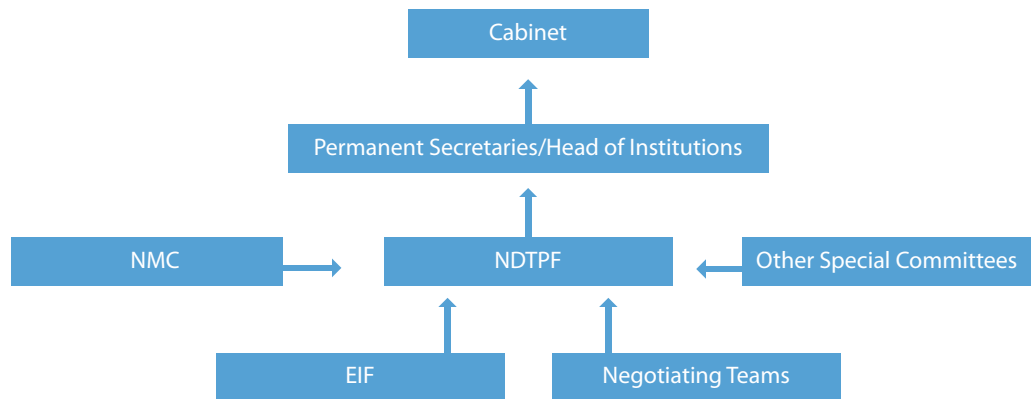 Cabinet
Permanent Secretaries/Head of Institutions
NMC
NDTPF
Other Special Committees
EIF
Negotiating Teams